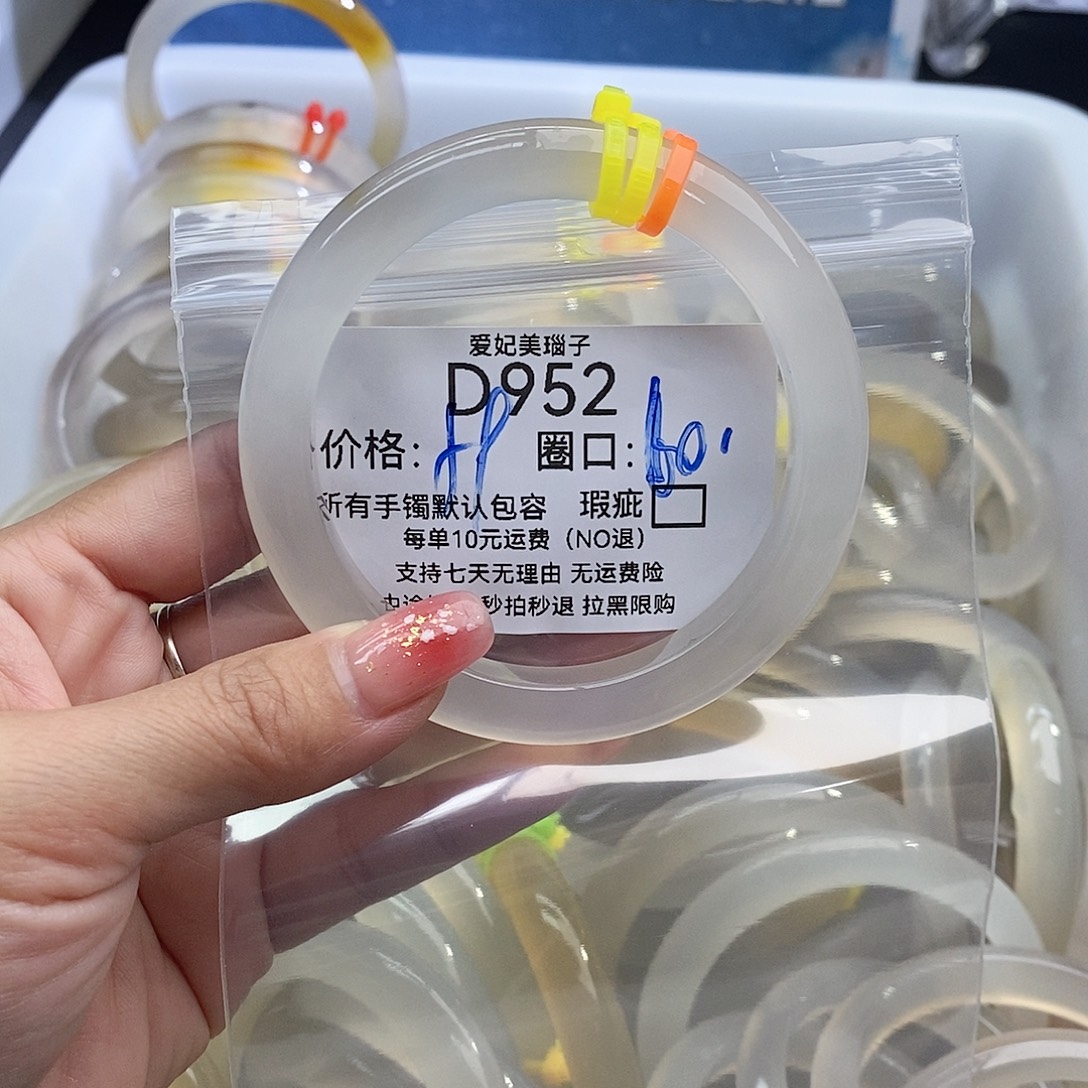 爱妃美瑙子
D952
价格： 圈口：60.
所有手镯默认包容 瑕疵
每单10元运费（NO退）
支持七天无理由 无运费险
秒拍秒退 拉黑限购